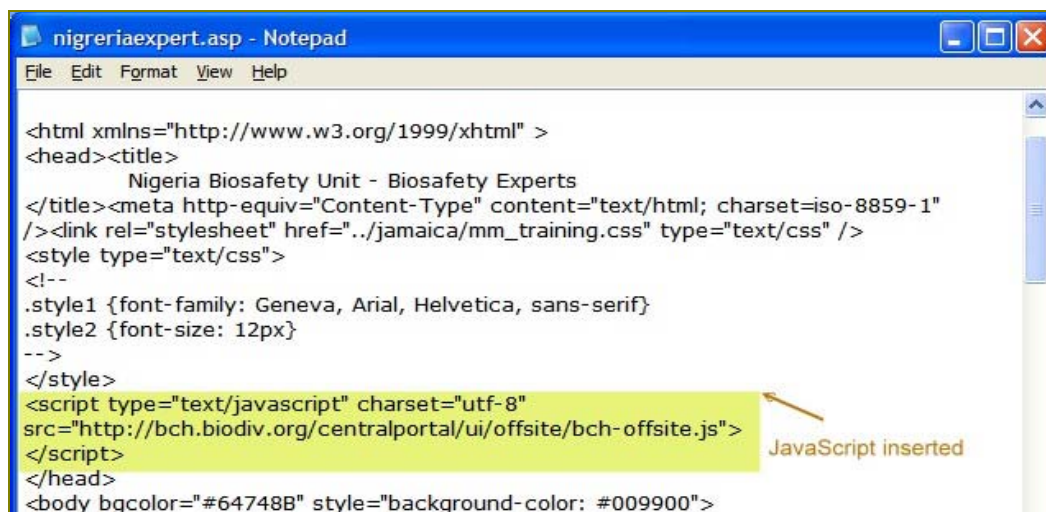 nigreriaexpert.asp - Notepad
File Edit Format View Help
<html xmlns="http://www.w3.org/1999/xhtml" >
<head><title>
Nigeria Biosafety Unit - Biosafety Experts
</title><meta http-equiv="Content-Type" content="text/html; charset=iso-8859-1"
/><link rel="stylesheet" href="../jamaica/mm_training.css" type="text/css" />
<style type="text/css">
<!--
.style1 {font-family: Geneva, Arial, Helvetica, sans-serif}
.style2 {font-size: 12px}
-->
</style>
<script type="text/javascript" charset="utf-8"
src="http://bch.biodiv.org/centralportal/ui/offsite/bch-offsite.js">
</script>
JavaScript inserted
</head>
<body bgcolor="#64748B" style="background-color: #009900">